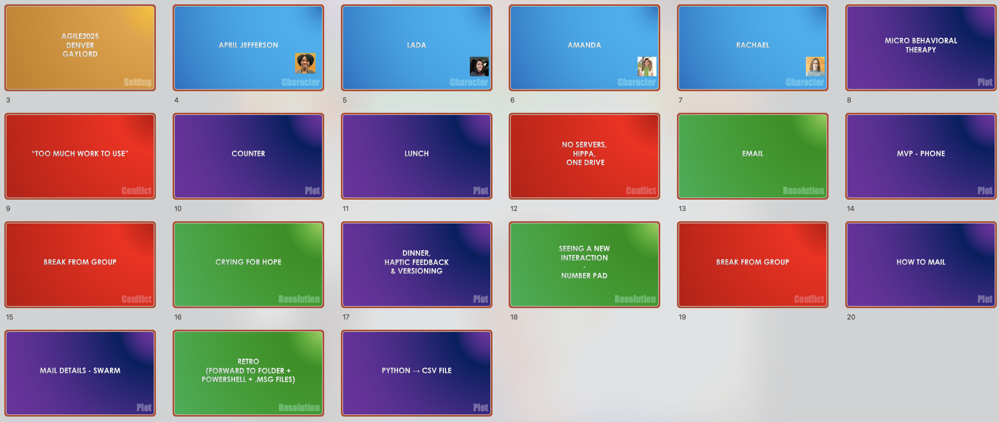 AGILE2025
DENVER
GAYLORD
Setting
3
APRIL JEFFERSON
Character
4
LADA
Character
5
AMANDA
Character
6
RACHAEL
Character
7
MICRO BEHAVIORAL
THERAPY
Plot
8
“TOO MUCH WORK TO USE”
Conflict
9
COUNTER
Plot
10
LUNCH
Plot
11
NO SERVERS,
HIPPA,
ONE DRIVE
Conflict
12
EMAIL
Resolution
13
MVP - PHONE
Plot
14
BREAK FROM GROUP
Conflict
15
CRYING FOR HOPE
Resolution
16
DINNER,
HAPTIC FEEDBACK
& VERSIONING
Plot
17
SEEING A NEW
INTERACTION
-
NUMBER PAD
Resolution
18
BREAK FROM GROUP
Conflict
19
HOW TO MAIL
Plot
20
MAIL DETAILS - SWARM
Plot
RETRO
(FORWARD TO FOLDER +
POWERSHELL + .MSG FILES)
Resolution
PYTHON → CSV FILE
Plot